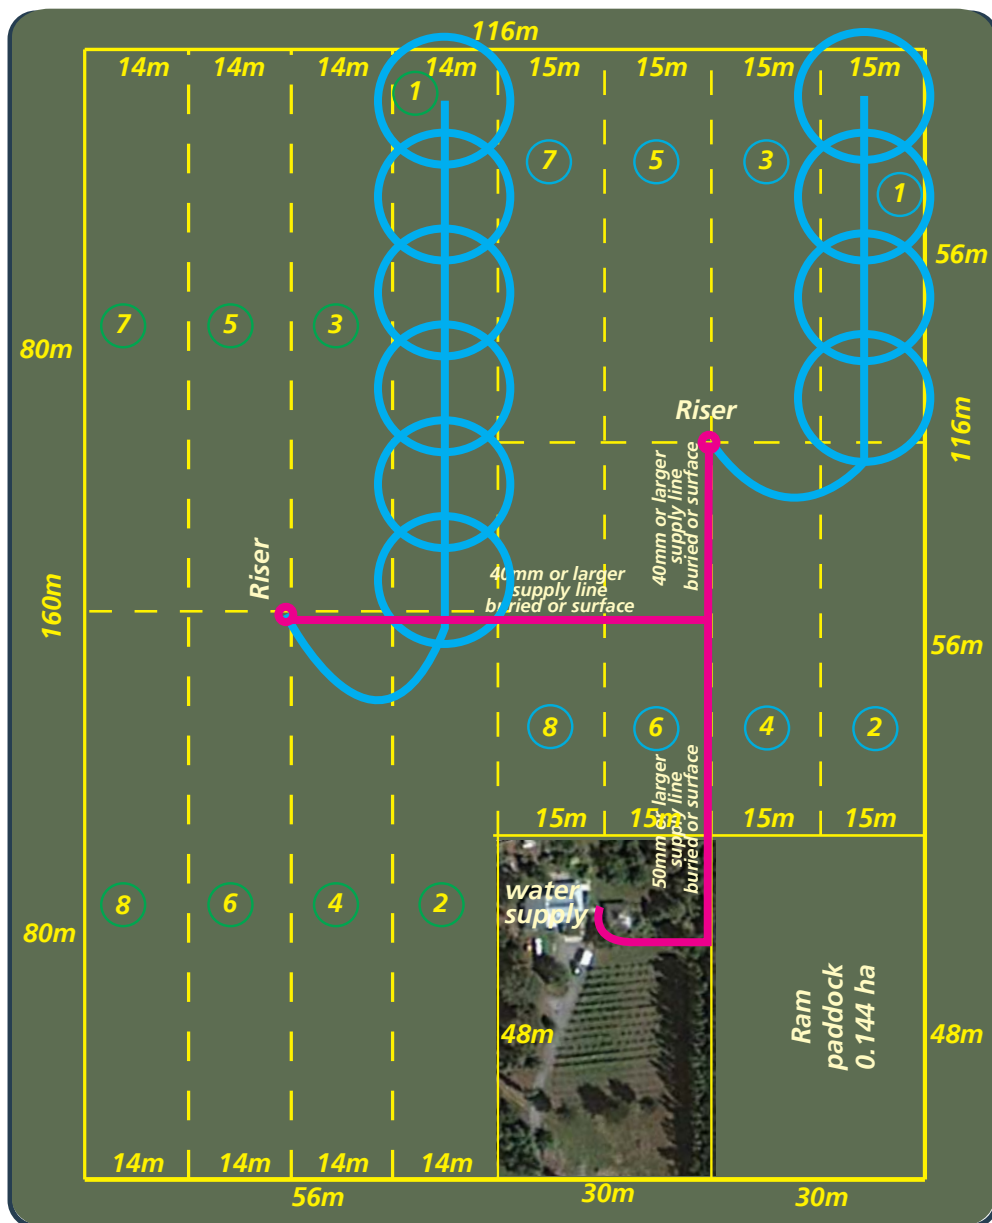 116m
14m 14m 14m 14m 15m 15m 15m 15m
1
7 5 3
1
56m
7 5 3
80m
Riser
116m
40mm or larger
supply line
buried or surface
Riser
40mm or larger
supply line
buried or surface
160m
56m
8 6 4 2
50mm or larger
supply line
buried or surface
15m 15m 15m 15m
8 6 4 2
water
supply
80m
Ram
paddock
0.144 ha
48m
48m
14m 14m 14m 14m
56m
30m
30m